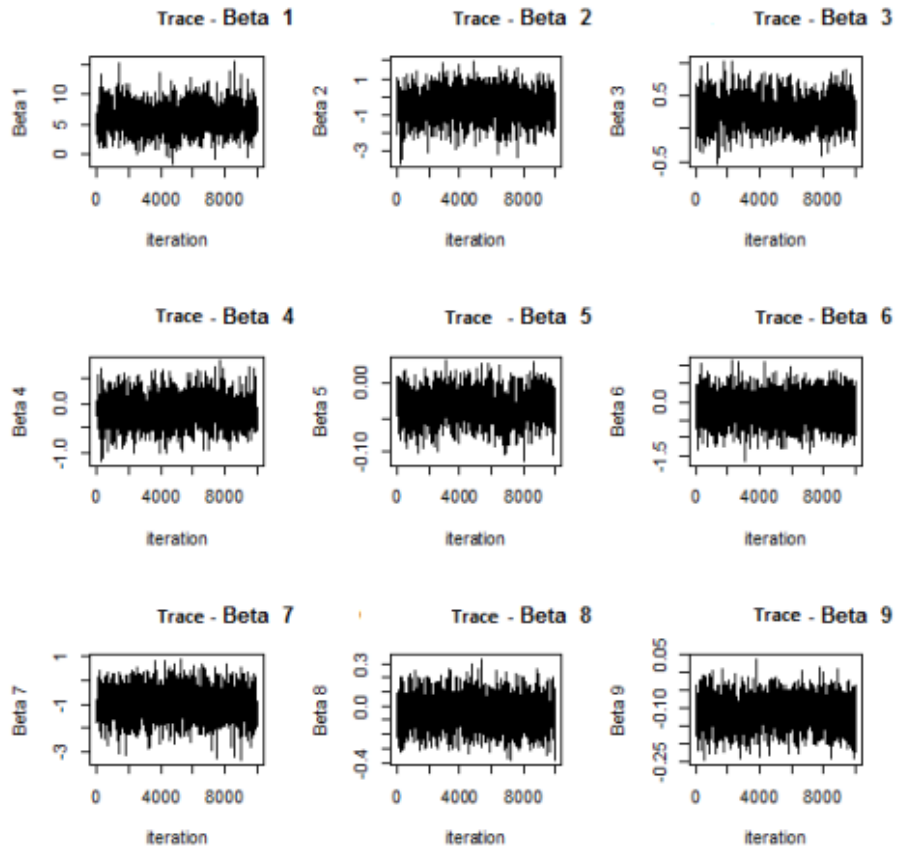 Trace - Beta 1
Beta 1
10
5
0
0 4000 8000
iteration
Trace - Beta 2
Beta 2
1
-1
-3
0 4000 8000
iteration
Trace - Beta 3
Beta 3
0.5
-0.5
0 4000 8000
iteration
Trace - Beta 4
Beta 4
0.0
-1.0
0 4000 8000
iteration
Trace - Beta 5
Beta 5
0.00
-0.10
0 4000 8000
iteration
Trace - Beta 6
Beta 6
0.0
-1.5
0 4000 8000
iteration
Trace - Beta 7
Beta 7
1
-1
-3
0 4000 8000
iteration
Trace - Beta 8
Beta 8
0.3
0.0
-0.4
0 4000 8000
iteration
Trace - Beta 9
Beta 9
0.05
-0.10
-0.25
0 4000 8000
iteration